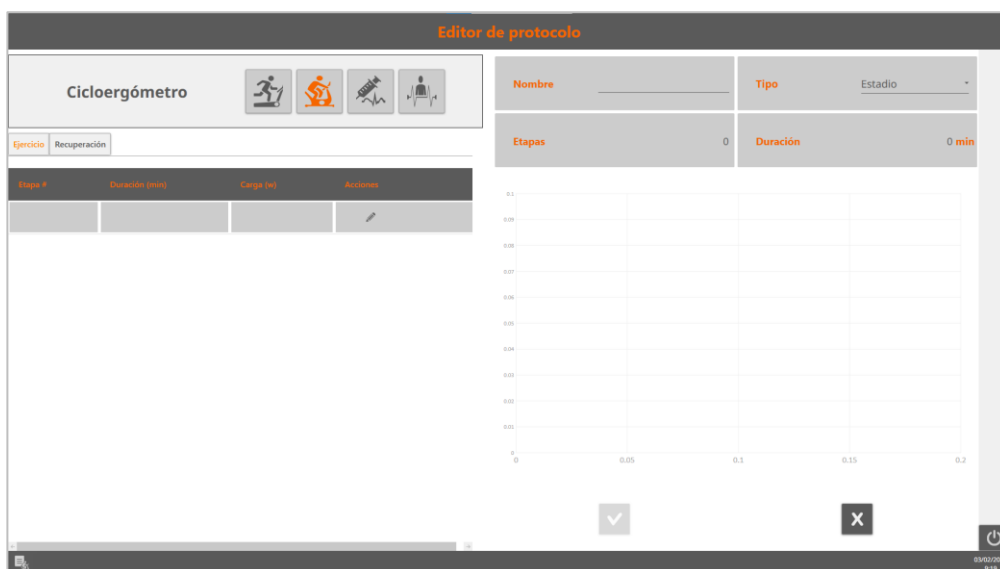 Editor de protocolo
Cicloergómetro
Nombre
Tipo
Estadio
Etapas
0
Duración
0 min
Ejercicio
Recuperación
Etapa #
Duración (min)
Carga (w)
Acciones
0.1
0.09
0.08
0.07
0.06
0.05
0.04
0.03
0.02
0.01
0
0
0.05
0.1
0.15
0.2
X